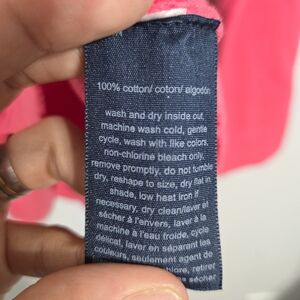 100% cotton/ coton/ algodón
wash and dry inside out,
machine wash cold, gentle
cycle, wash with like colors,
non-chlorine bleach only,
remove promptly, do not tumble
dry, reshape to size, dry flat in
shade, low heat iron if
necessary, dry clean/laver et
sécher à l'envers, laver à la
machine à l'eau froide, cycle
délicat, laver en séparant les
couleurs, seulement agent de
chlore, retirer
sécher